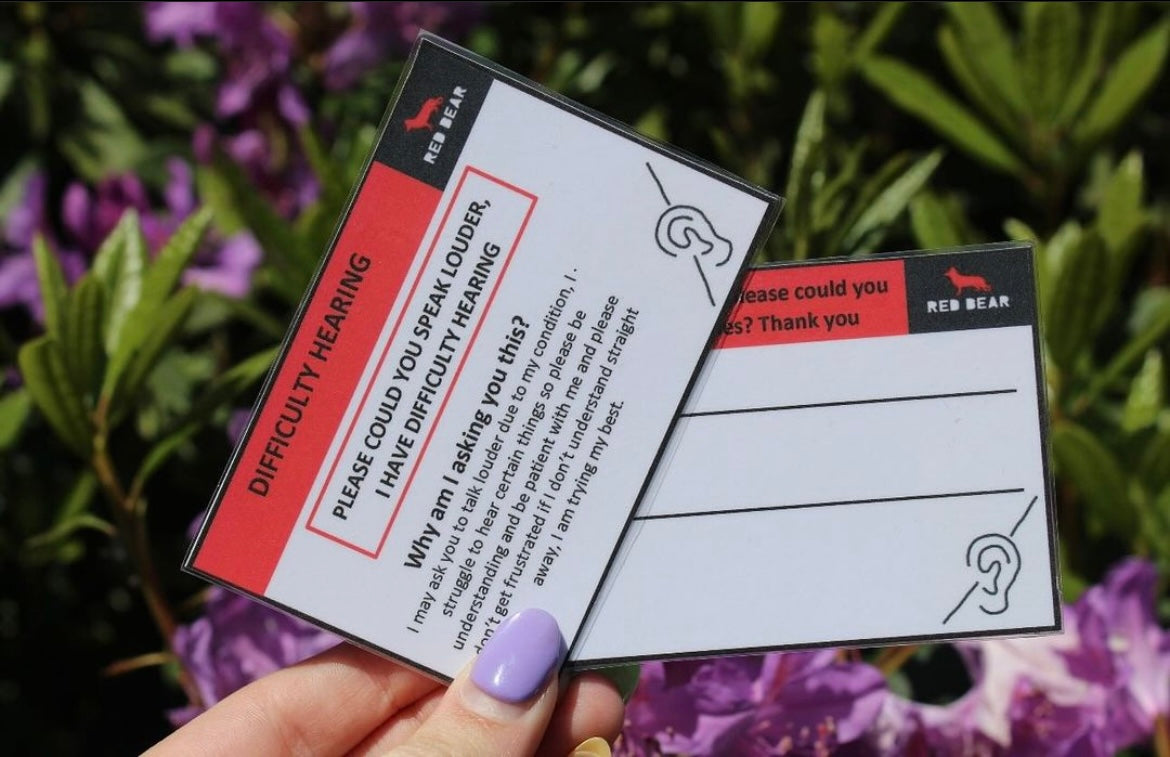 RED BEAR
DIFFICULTY HEARING
PLEASE COULD YOU SPEAK LOUDER,
I HAVE DIFFICULTY HEARING
Why am I asking you this?
I may ask you to talk louder due to my condition, I.
struggle to hear certain things so please be
understanding and be patient with me and please
don't get frustrated if I don't understand straight
away, I am trying my best.
lease could you
es? Thank you
RED BEAR